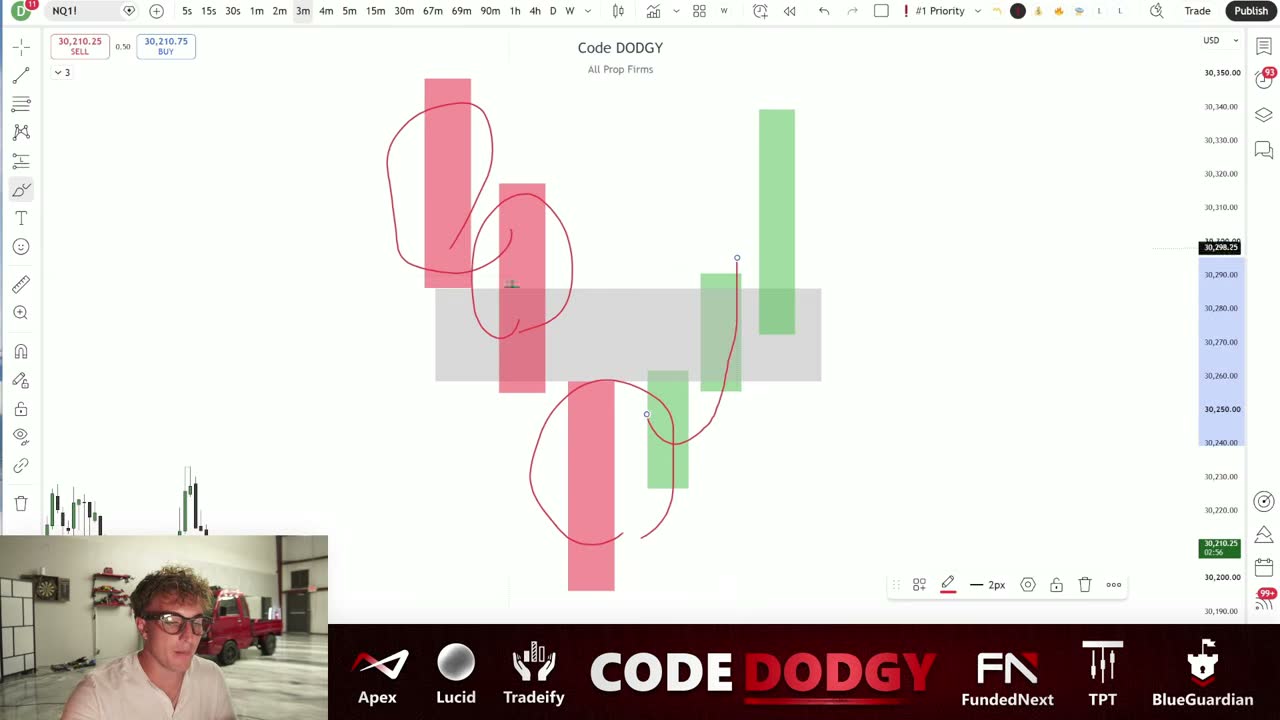 D 11 NQ1! 5s 15s 30s 1m 2m 3m 4m 5m 15m 30m 67m 69m 90m 1h 4h D W W #1 Priority L L Trade Publish
30,210.25 SELL 0.50 30,210.75 BUY
3
Code DODGY
All Prop Firms
USD
30,350.00
30,340.00
30,330.00
30,320.00
30,310.00
30,300.00
30,298.25
30,290.00
30,280.00
30,270.00
30,260.00
30,250.00
30,240.00
30,230.00
30,220.00
30,210.25
02:56
30,200.00
30,190.00
93
99+
T
2px
CODE DODGY
Apex Lucid Tradeify FN FundedNext TPT BlueGuardian